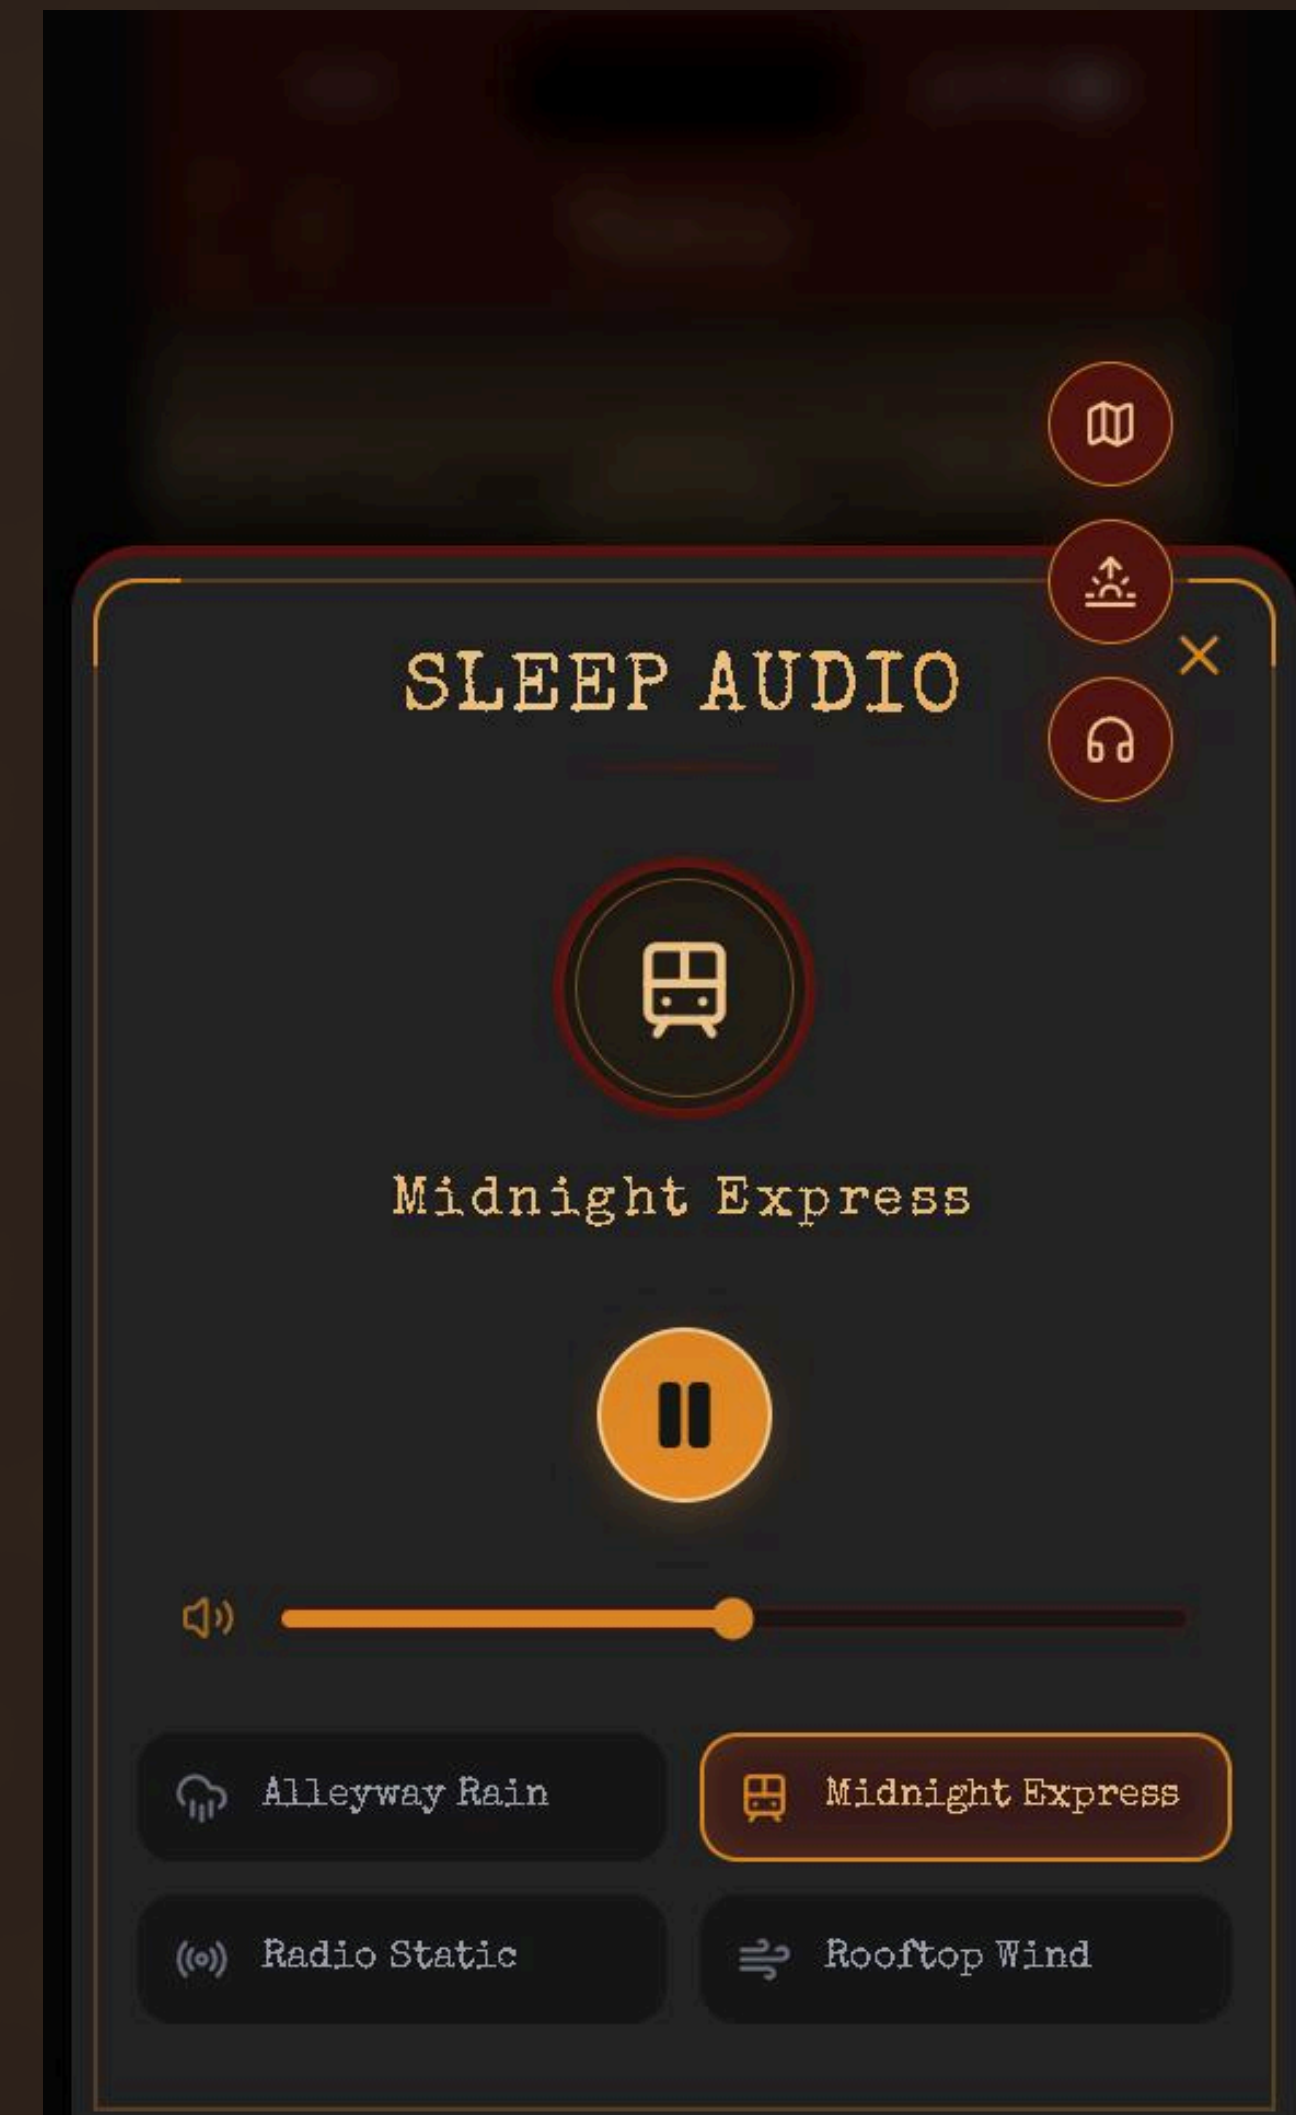 SLEEP AUDIO
Midnight Express
Alleyway Rain
Midnight Express
Radio Static
Rooftop Wind